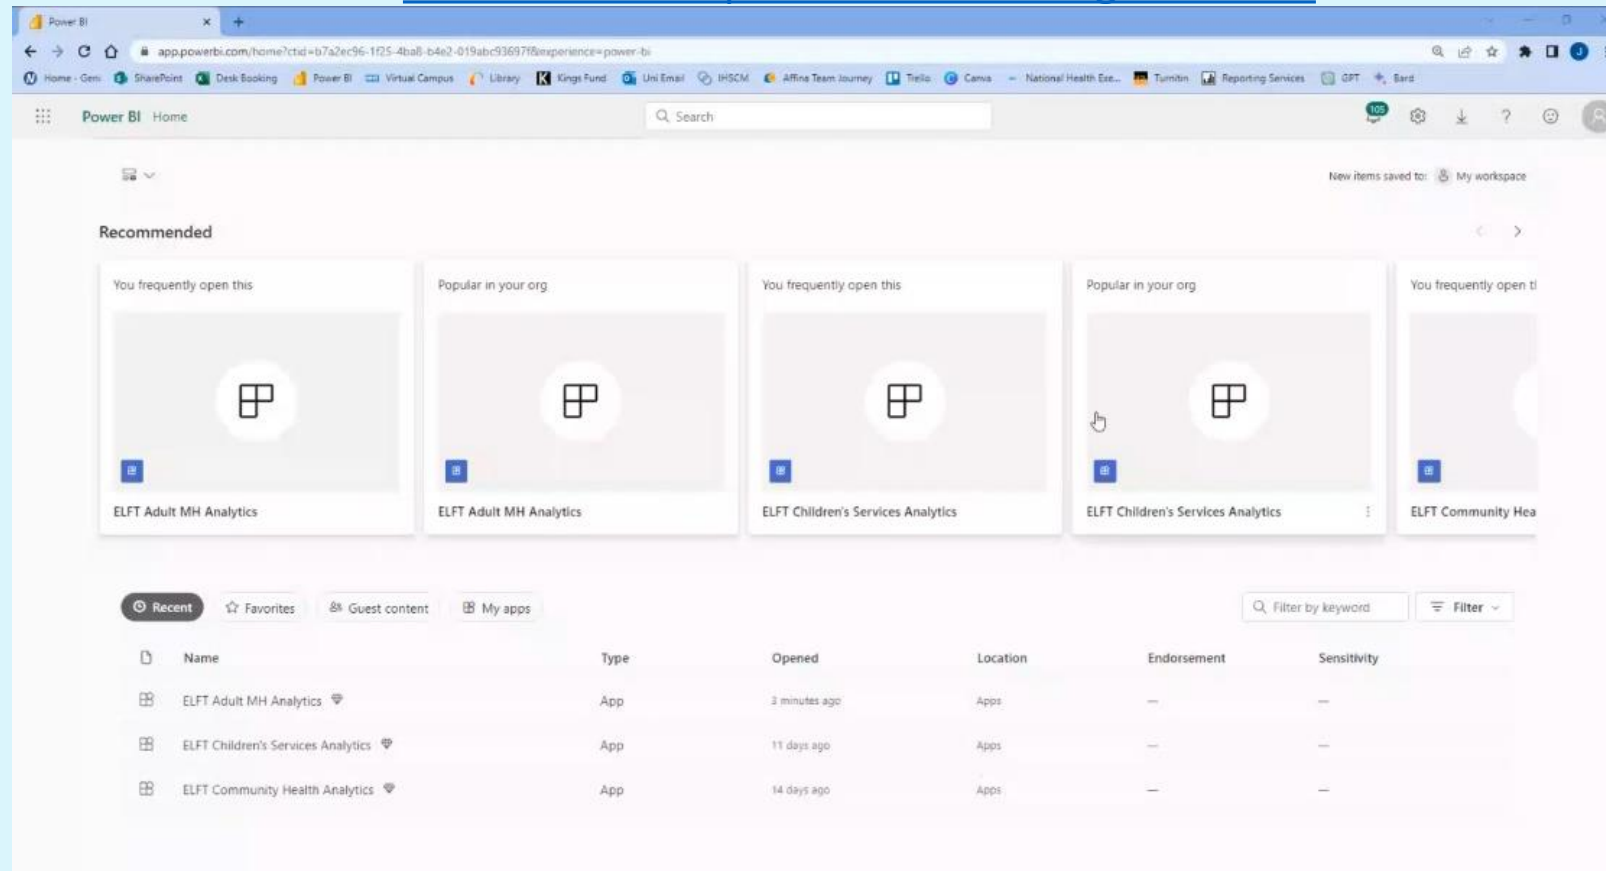 Power BI
app.powerbi.com/home?ctid=b7a2ec96-1f25-4ba8-b4e2-019abc93697f&experience=power-bi
Home - Geni SharePoint Desk Booking Power BI Virtual Campus Library Kings Fund Uni Email IHSCM Affina Team Journey Trello Canva National Health Exe... Turnitin Reporting Services GPT Bard
Power BI Home Search 105
New items saved to: My workspace
Recommended
You frequently open this Popular in your org You frequently open this Popular in your org You frequently open t
ELFT Adult MH Analytics ELFT Adult MH Analytics ELFT Children's Services Analytics ELFT Children's Services Analytics ELFT Community Hea
Recent Favorites Guest content My apps Filter by keyword Filter
Name Type Opened Location Endorsement Sensitivity
ELFT Adult MH Analytics App minutes ago Apps — —
ELFT Children's Services Analytics App 11 days ago Apps — —
ELFT Community Health Analytics App 14 days ago Apps — —